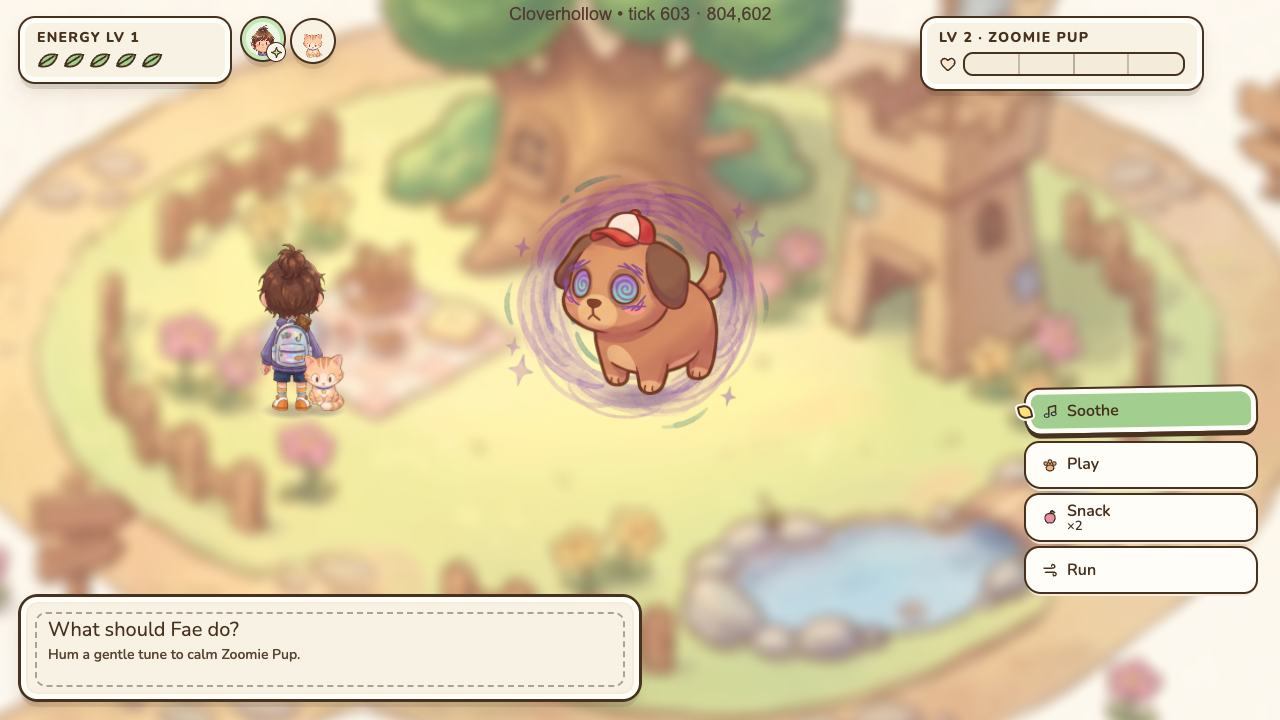 Cloverhollow • tick 603 · 804,602
ENERGY LV 1
LV 2 · ZOOMIE PUP
Soothe
Play
Snack
×2
Run
What should Fae do?
Hum a gentle tune to calm Zoomie Pup.